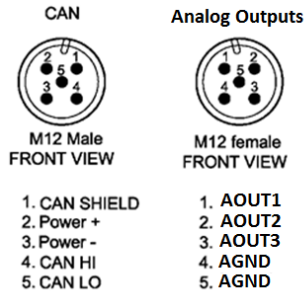 CAN
2 1
5
3 4
M12 Male
FRONT VIEW
1. CAN SHIELD
2. Power +
3. Power -
4. CAN HI
5. CAN LO
Analog Outputs
2 1
5
3 4
M12 female
FRONT VIEW
1. AOUT1
2. AOUT2
3. AOUT3
4. AGND
5. AGND